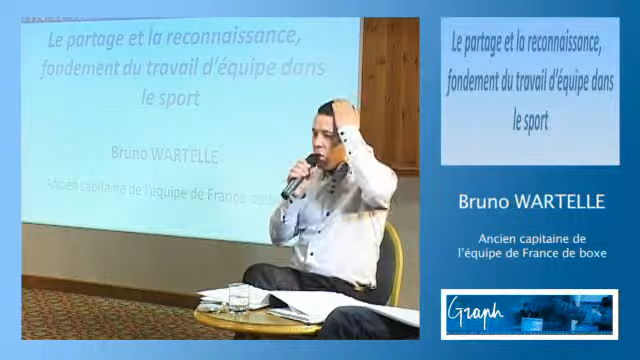 Le partage et la reconnaissance,
fondement du travail d'équipe dans
le sport
Bruno WARTELLE
Ancien capitaine de l'équipe de France de
Le partage et la reconnaissance,
fondement du travail d'équipe dans
le sport
Bruno WARTELLE
Ancien capitaine de
l'équipe de France de boxe
Graph